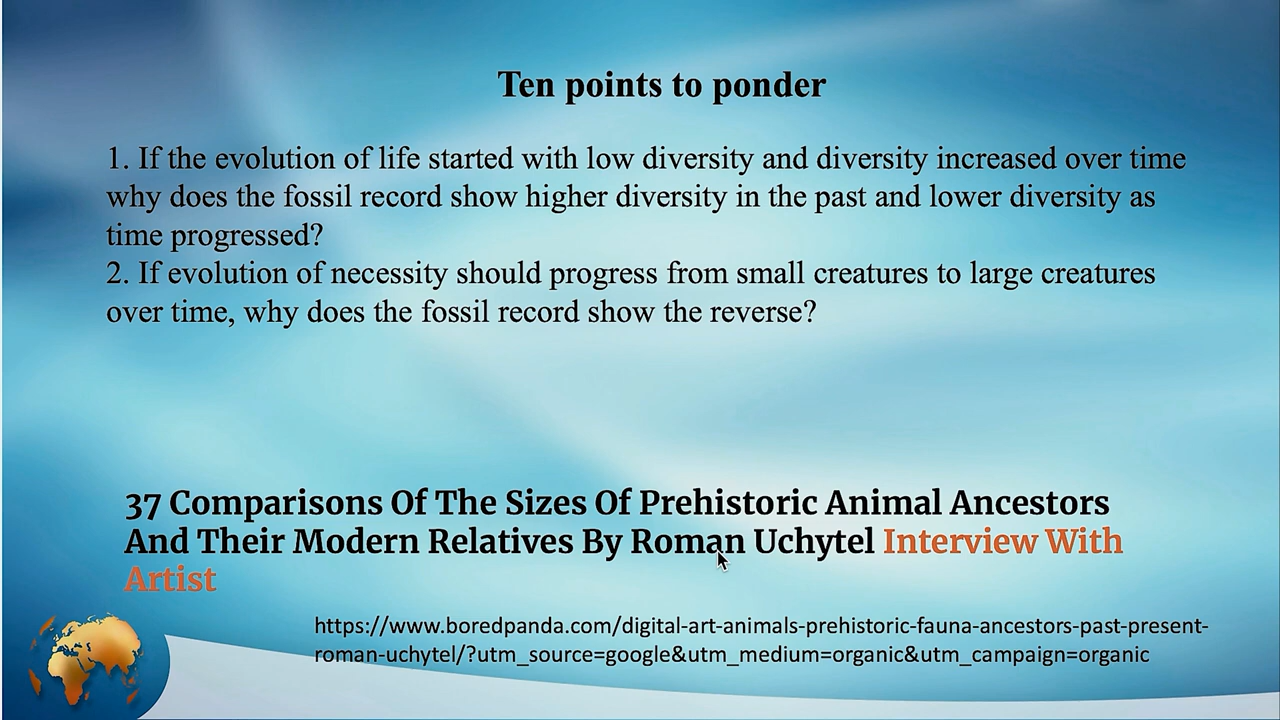 Ten points to ponder
1. If the evolution of life started with low diversity and diversity increased over time
why does the fossil record show higher diversity in the past and lower diversity as
time progressed?
2. If evolution of necessity should progress from small creatures to large creatures
over time, why does the fossil record show the reverse?
37 Comparisons Of The Sizes Of Prehistoric Animal Ancestors
And Their Modern Relatives By Roman Uchytel Interview With
Artist
https://www.boredpanda.com/digital-art-animals-prehistoric-fauna-ancestors-past-present-
roman-uchytel/?utm_source=google&utm_medium=organic&utm_campaign=organic